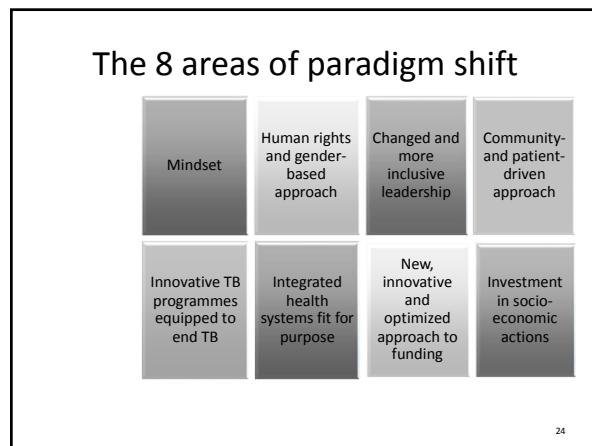 The 8 areas of paradigm shift
Mindset
Human rights
and gender-
based
approach
Changed and
more
inclusive
leadership
Community-
and patient-
driven
approach
Innovative TB
programmes
equipped to
end TB
Integrated
health
systems fit for
purpose
New,
innovative
and
optimized
approach to
funding
Investment
in socio-
economic
actions
24